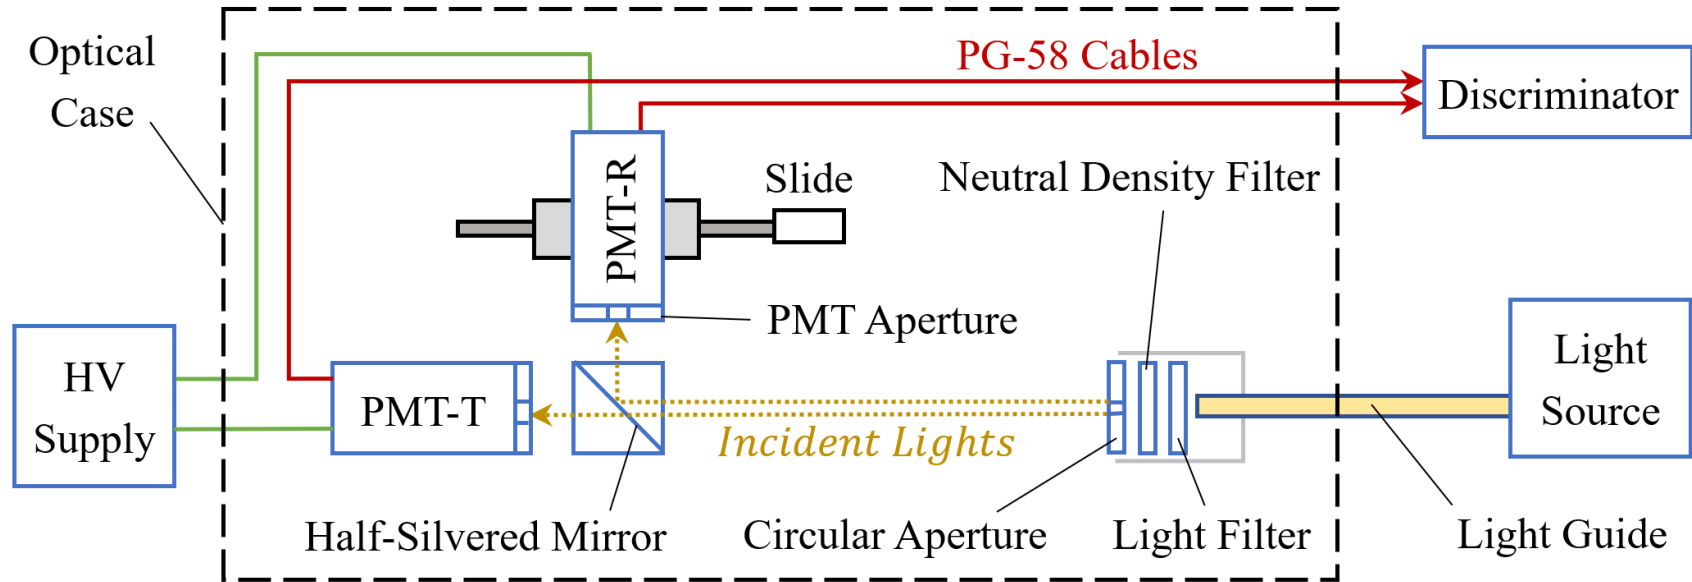 Optical
Case
PG-58 Cables
Discriminator
PMT-R
Slide
Neutral Density Filter
PMT Aperture
HV
Supply
PMT-T
Incident Lights
Light
Source
Half-Silvered Mirror
Circular Aperture
Light Filter
Light Guide